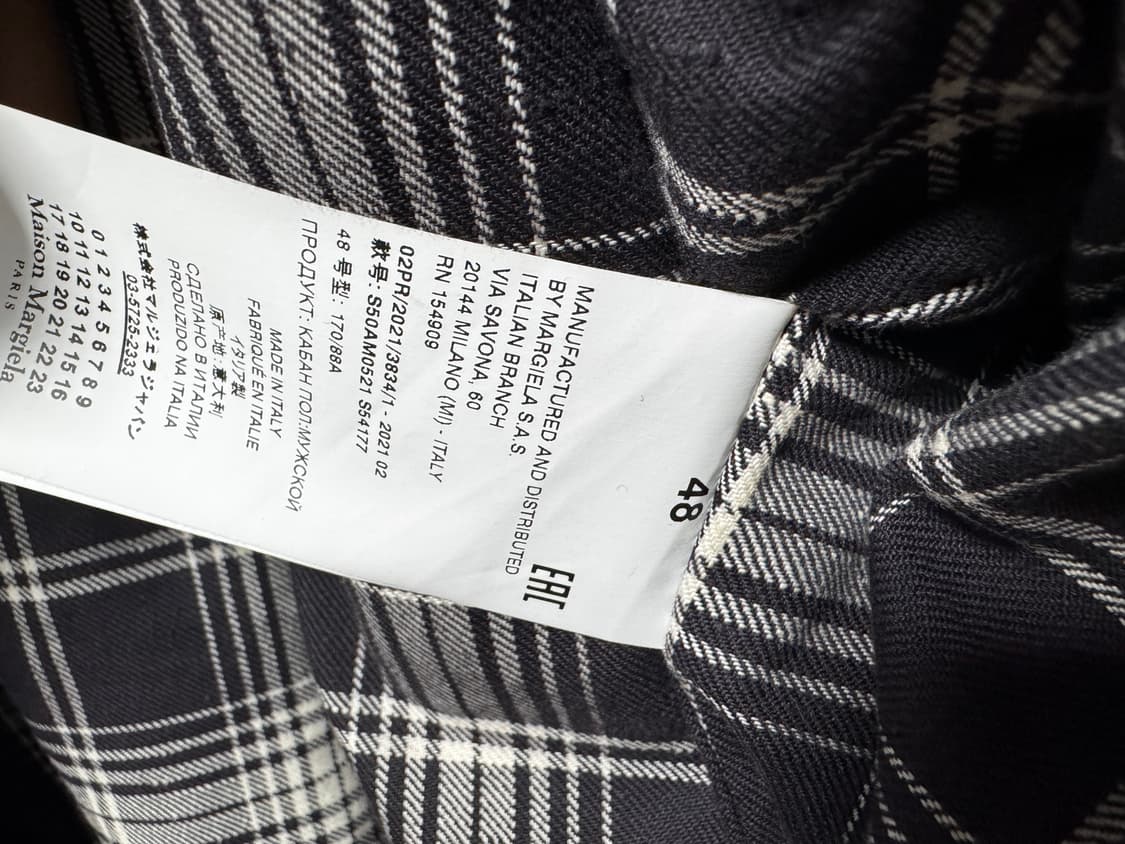 48
EAC
MANUFACTURED AND DISTRIBUTED
BY MARGIELA S.A.S.
ITALIAN BRANCH
VIA SAVONA, 60
20144 MILANO (MI) - ITALY
RN 154909
02PR/2021/3834/1 - 2021 02
款号: S50AM0521 S54177
48 号型: 170/88A
ПРОДУКТ: КАБАН ПОЛ:МУЖСКОЙ
MADE IN ITALY
FABRIQUÉ EN ITALIE
イタリア製
原产地: 意大利
СДЕЛАНО В ИТАЛИИ
PRODUZIDO NA ITALIA
株式会社マルジェラジャパン
03-5725-2333
0 1 2 3 4 5 6 7 8 9
10 11 12 13 14 15 16
17 18 19 20 21 22 23
Maison Margiela
PARIS